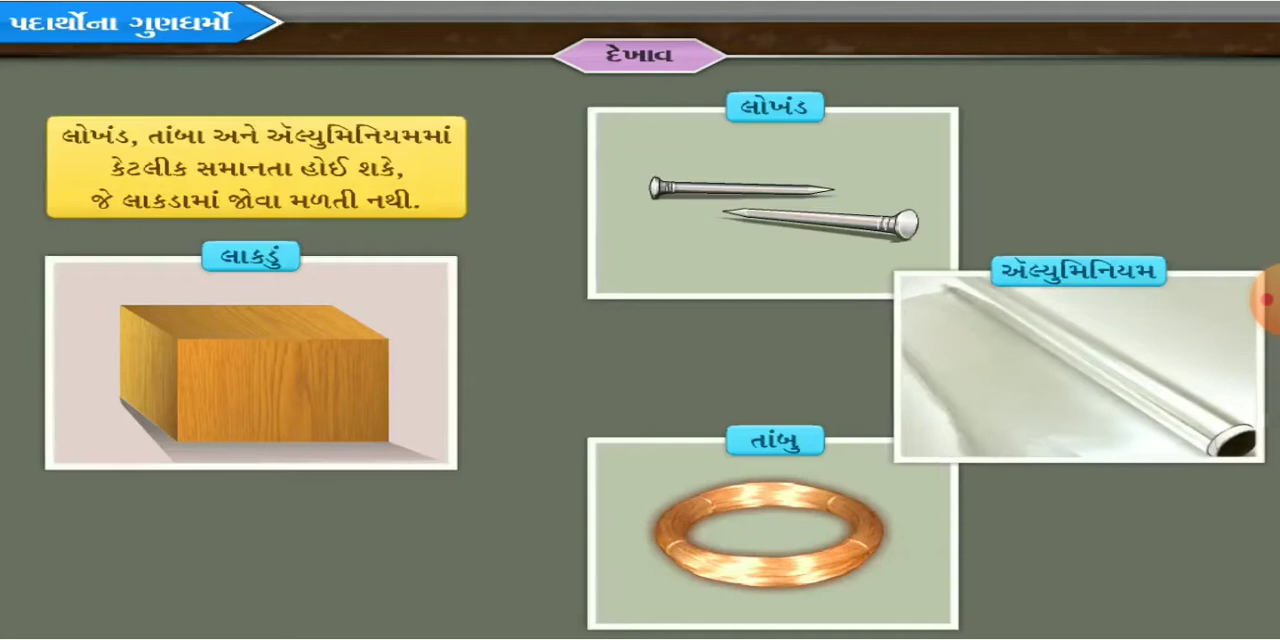 પદાર્થોના ગુણધર્મો
દેખાવ
લોખંડ, તાંબા અને ઍલ્યુમિનિયમમાં
કેટલીક સમાનતા હોઈ શકે,
જે લાકડામાં જોવા મળતી નથી.
લાકડું
લોખંડ
ઍલ્યુમિનિયમ
તાંબુ